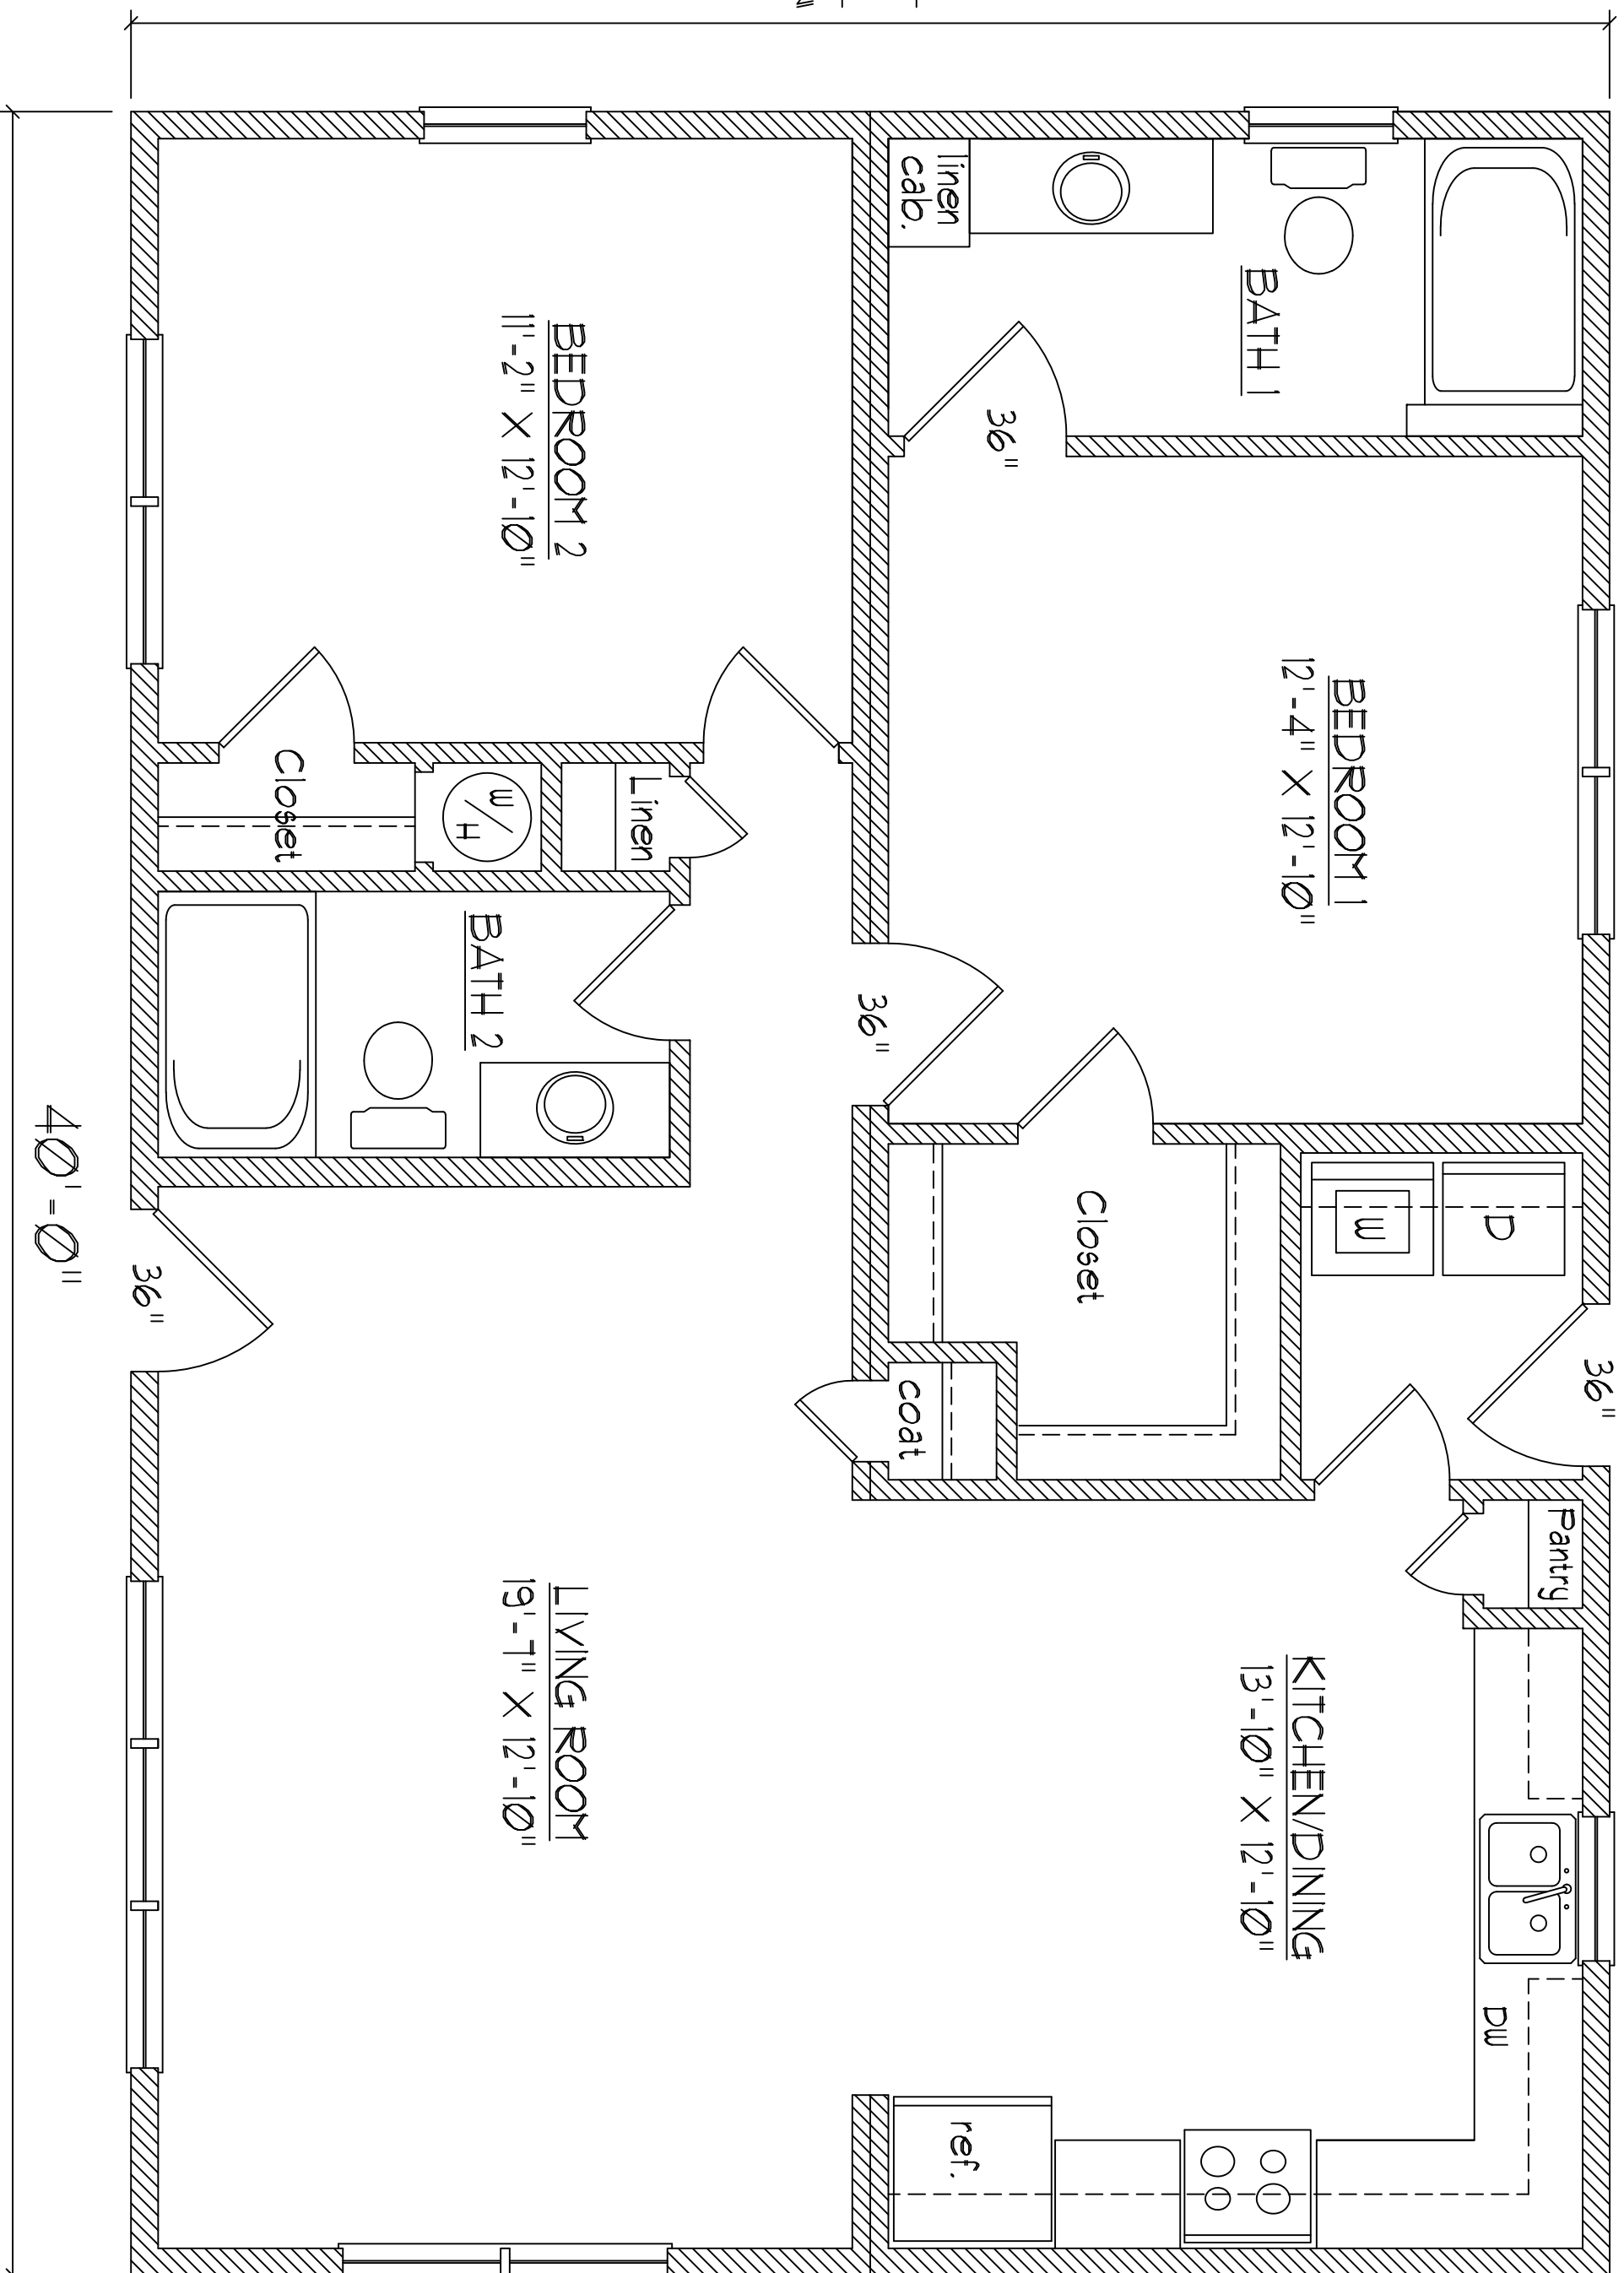 36"
Pantry
D
DW
W
BEDROOM 1
12'-4" X 12'-10"
KITCHEN/DINING
13'-10" X 12'-10"
BATH 1
Closet
36"
linen
cab.
coat
ref.
36"
Linen
BEDROOM 2
11'-2" X 12'-10"
LIVING ROOM
19'-7" X 12'-10"
W/H
BATH 2
Closet
36"
40'-0"